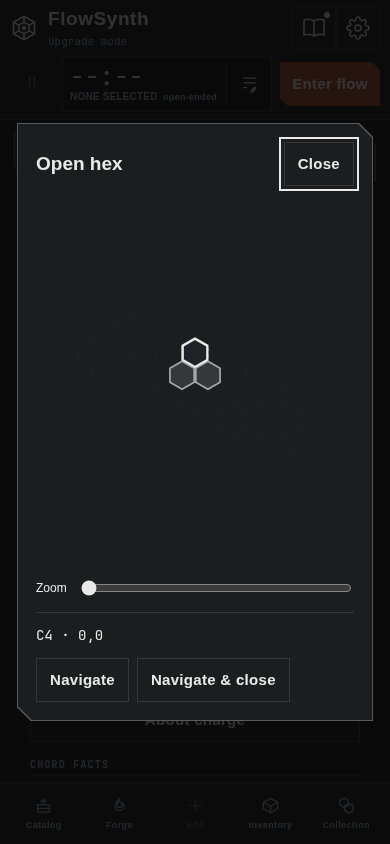 FlowSynth
Upgrade mode
--:--
NONE SELECTED open-ended
Enter flow
Open hex
Close
Zoom
C4 · 0,0
Navigate
Navigate & close
About charge
CHORD FACTS
Catalog
Forge
Add
Inventory
Collection